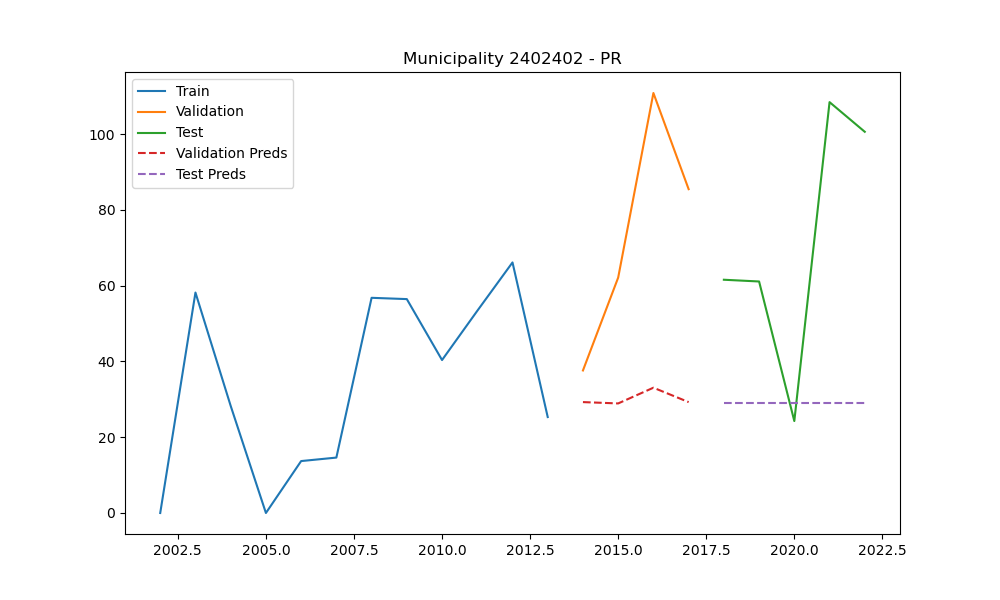 Municipality 2402402 - PR
Train
Validation
Test
Validation Preds
Test Preds
100
80
60
40
20
0
2002.5 2005.0 2007.5 2010.0 2012.5 2015.0 2017.5 2020.0 2022.5